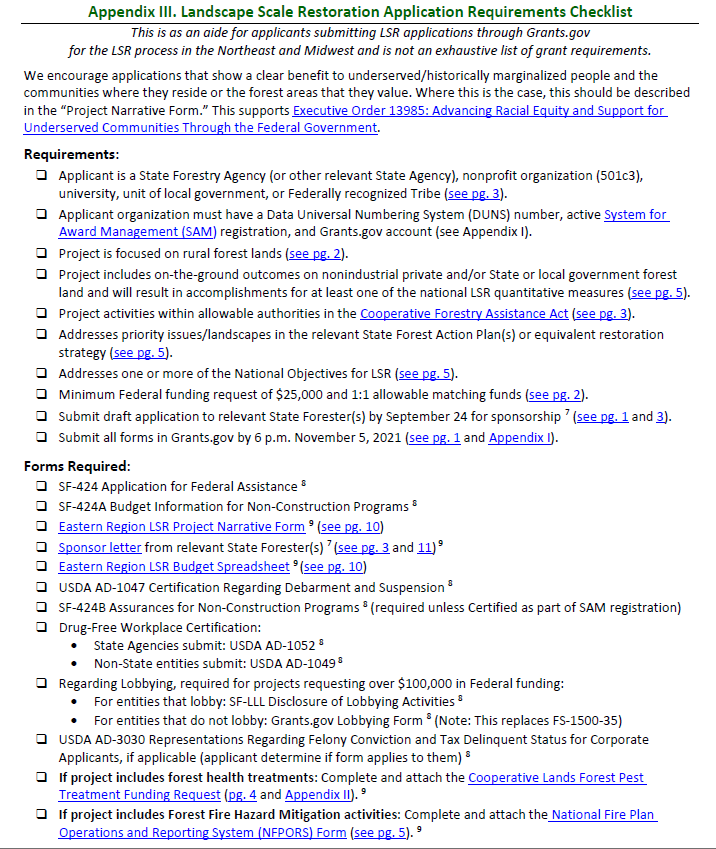 Appendix III. Landscape Scale Restoration Application Requirements Checklist
This is as an aide for applicants submitting LSR applications through Grants.gov
for the LSR process in the Northeast and Midwest and is not an exhaustive list of grant requirements.
We encourage applications that show a clear benefit to underserved/historically marginalized people and the
communities where they reside or the forest areas that they value. Where this is the case, this should be described
in the “Project Narrative Form.” This supports Executive Order 13985: Advancing Racial Equity and Support for
Underserved Communities Through the Federal Government.
Requirements:
❑ Applicant is a State Forestry Agency (or other relevant State Agency), nonprofit organization (501c3),
university, unit of local government, or Federally recognized Tribe (see pg. 3).
❑ Applicant organization must have a Data Universal Numbering System (DUNS) number, active System for
Award Management (SAM) registration, and Grants.gov account (see Appendix I).
❑ Project is focused on rural forest lands (see pg. 2).
❑ Project includes on-the-ground outcomes on nonindustrial private and/or State or local government forest
land and will result in accomplishments for at least one of the national LSR quantitative measures (see pg. 5).
❑ Project activities within allowable authorities in the Cooperative Forestry Assistance Act (see pg. 3).
❑ Addresses priority issues/landscapes in the relevant State Forest Action Plan(s) or equivalent restoration
strategy (see pg. 5).
❑ Addresses one or more of the National Objectives for LSR (see pg. 5).
❑ Minimum Federal funding request of $25,000 and 1:1 allowable matching funds (see pg. 2).
❑ Submit draft application to relevant State Forester(s) by September 24 for sponsorship ⁷ (see pg. 1 and 3).
❑ Submit all forms in Grants.gov by 6 p.m. November 5, 2021 (see pg. 1 and Appendix I).
Forms Required:
❑ SF-424 Application for Federal Assistance ⁸
❑ SF-424A Budget Information for Non-Construction Programs ⁸
❑ Eastern Region LSR Project Narrative Form ⁹ (see pg. 10)
❑ Sponsor letter from relevant State Forester(s) ⁷ (see pg. 3 and 11) ⁹
❑ Eastern Region LSR Budget Spreadsheet ⁹ (see pg. 10)
❑ USDA AD-1047 Certification Regarding Debarment and Suspension ⁸
❑ SF-424B Assurances for Non-Construction Programs ⁸ (required unless Certified as part of SAM registration)
❑ Drug-Free Workplace Certification:
• State Agencies submit: USDA AD-1052 ⁸
• Non-State entities submit: USDA AD-1049 ⁸
❑ Regarding Lobbying, required for projects requesting over $100,000 in Federal funding:
• For entities that lobby: SF-LLL Disclosure of Lobbying Activities ⁸
• For entities that do not lobby: Grants.gov Lobbying Form ⁸ (Note: This replaces FS-1500-35)
❑ USDA AD-3030 Representations Regarding Felony Conviction and Tax Delinquent Status for Corporate
Applicants, if applicable (applicant determine if form applies to them) ⁸
❑ If project includes forest health treatments: Complete and attach the Cooperative Lands Forest Pest
Treatment Funding Request (pg. 4 and Appendix II). ⁹
❑ If project includes Forest Fire Hazard Mitigation activities: Complete and attach the National Fire Plan
Operations and Reporting System (NFPORS) Form (see pg. 5). ⁹